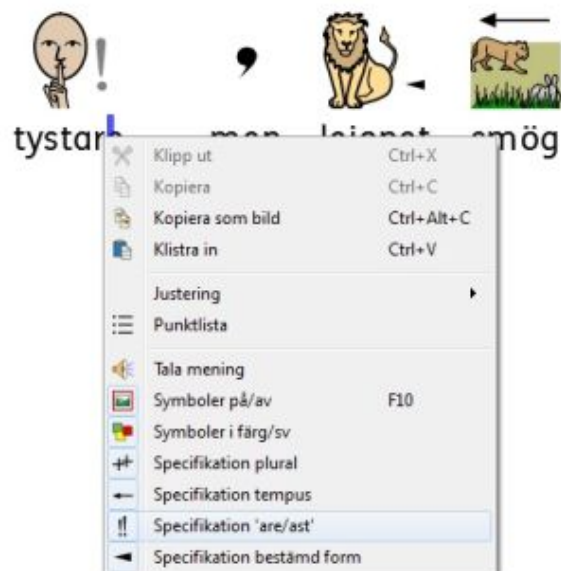 tystare men lejonet smög
Klipp ut Ctrl+X
Kopiera Ctrl+C
Kopiera som bild Ctrl+Alt+C
Klistra in Ctrl+V
Justering
Punktlista
Tala mening
Symboler på/av F10
Symboler i färg/sv
Specifikation plural
Specifikation tempus
Specifikation 'are/ast'
Specifikation bestämd form